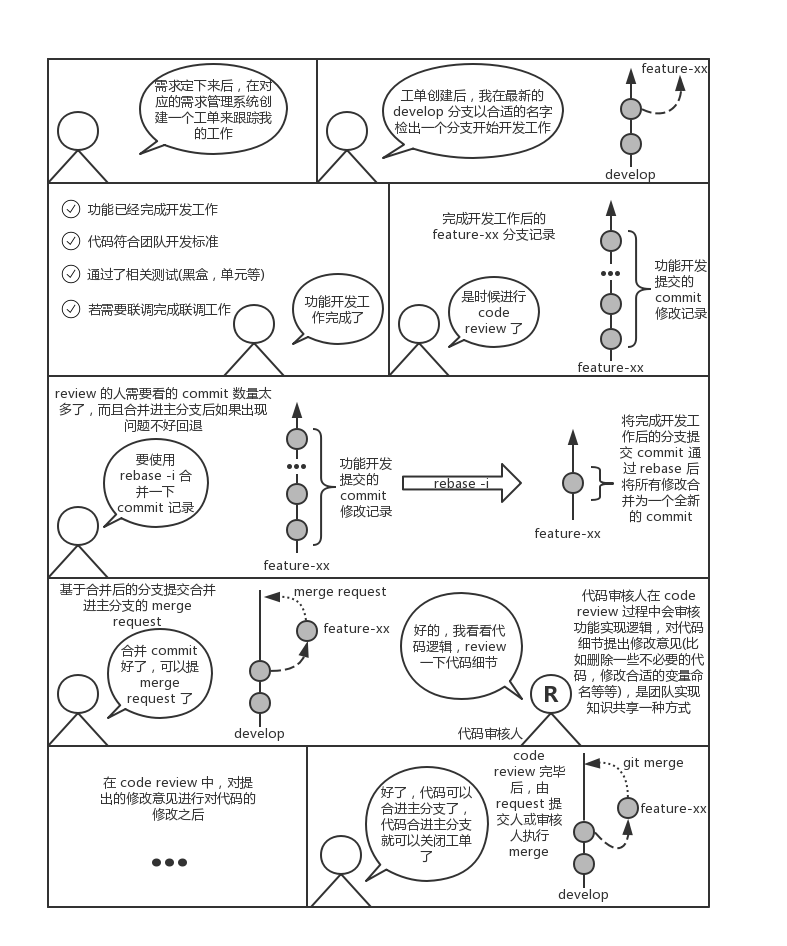 需求定下来后，在对
应的需求管理系统创
建一个工单来跟踪我
的工作
工单创建后，我在最新的
develop 分支以合适的名字
检出一个分支开始开发工作
feature-xx
develop
功能已经完成开发工作
代码符合团队开发标准
通过了相关测试(黑盒，单元等)
若需要联调完成联调工作
功能开发工
作完成了
完成开发工作后的
feature-xx 分支记录
是时候进行
code
review 了
功能开发
提交的
commit
修改记录
feature-xx
review 的人需要看的 commit 数量太
多了，而且合并进主分支后如果出现
问题不好回退
要使用
rebase -i 合
并一下
commit 记录
功能开发
提交的
commit
修改记录
feature-xx
rebase -i
feature-xx
将完成开发工
作后的分支提
交 commit 通
过 rebase 后
将所有修改合
并为一个全新
的 commit
基于合并后的分支提交合并
进主分支的 merge
request
合并 commit
好了，可以提
merge
request 了
merge request
feature-xx
develop
好的，我看看代
码逻辑，review
一下代码细节
R
代码审核人
代码审核人在 code
review 过程中会审核
功能实现逻辑，对代码
细节提出修改意见(比
如删除一些不必要的代
码，修改合适的变量命
名等等)，是团队实现
知识共享一种方式
在 code review 中，对提
出的修改意见进行对代码的
修改之后
好了，代码可以
合进主分支了，
代码合进主分支
就可以关闭工单
了
code
review 完毕
后，由
request 提
交人或审核
人执行
merge
git merge
feature-xx
develop